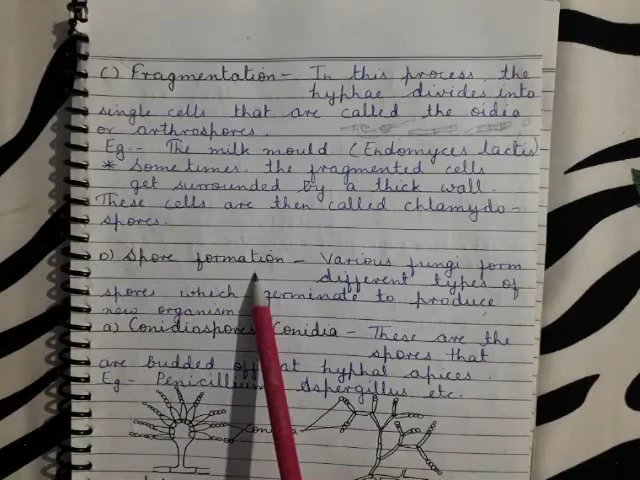 C) Fragmentation - In this process, the
hyphae divides into
single cells that are called the oidia
or arthrospores.
Eg.- The milk mould (Endomyces lactis)
* Sometimes, the fragmented cells
get surrounded by a thick wall.
These cells are then called chlamydo-
spores.
D) Spore formation - Various fungi form
different types of
spores which germinate to produce
new organism
a) Conidiospores Conidia - These are the
spores that
are budded off at hyphal apices.
Eg - Penicillium, Aspergillus etc.